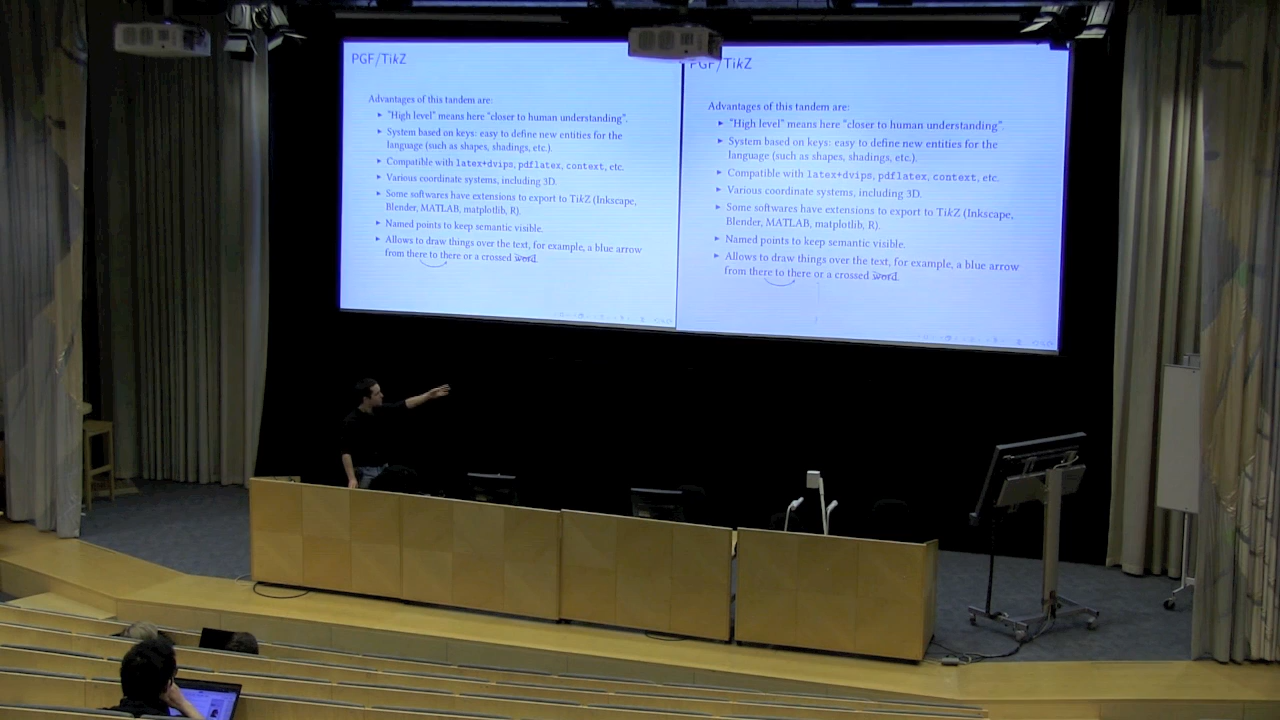 PGF/TikZ
Advantages of this tandem are:
► "High level" means here "closer to human understanding".
► System based on keys: easy to define new entities for the
language (such as shapes, shadings, etc.).
► Compatible with latex+dvips, pdflatex, context, etc.
► Various coordinate systems, including 3D.
► Some softwares have extensions to export to TikZ (Inkscape,
Blender, MATLAB, matplotlib, R).
► Named points to keep semantic visible.
► Allows to draw things over the text, for example, a blue arrow
from there to there or a crossed word.
PGF/TikZ
Advantages of this tandem are:
► "High level" means here "closer to human understanding".
► System based on keys: easy to define new entities for the
language (such as shapes, shadings, etc.).
► Compatible with latex+dvips, pdflatex, context, etc.
► Various coordinate systems, including 3D.
► Some softwares have extensions to export to TikZ (Inkscape,
Blender, MATLAB, matplotlib, R).
► Named points to keep semantic visible.
► Allows to draw things over the text, for example, a blue arrow
from there to there or a crossed word.